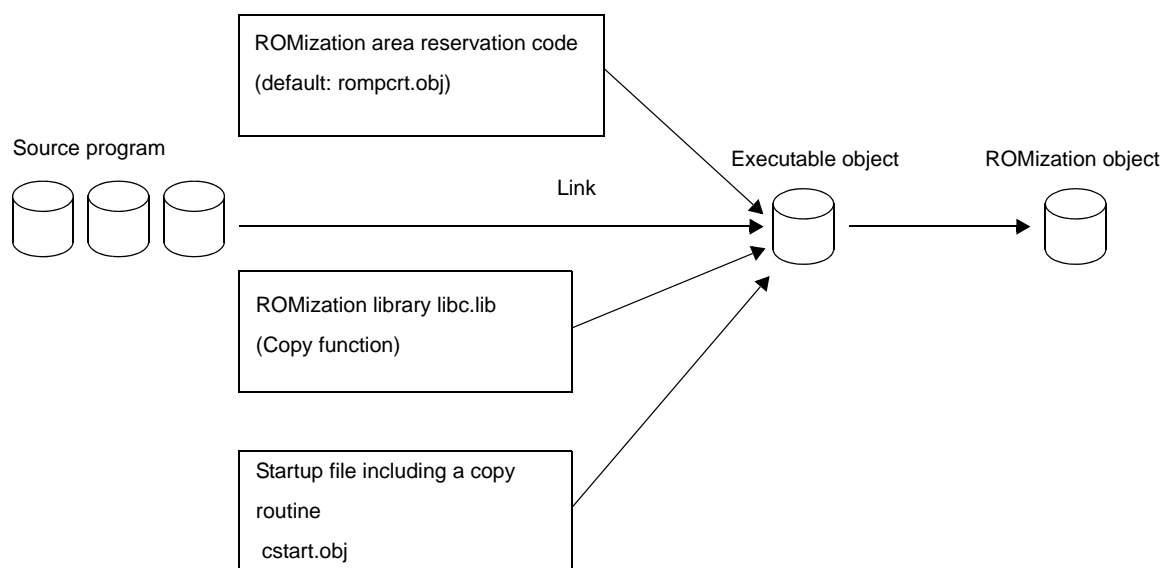 ROMization area reservation code
(default: rompcrt.obj)
Source program
Executable object
ROMization object
Link
ROMization library libc.lib
(Copy function)
Startup file including a copy
routine
cstart.obj